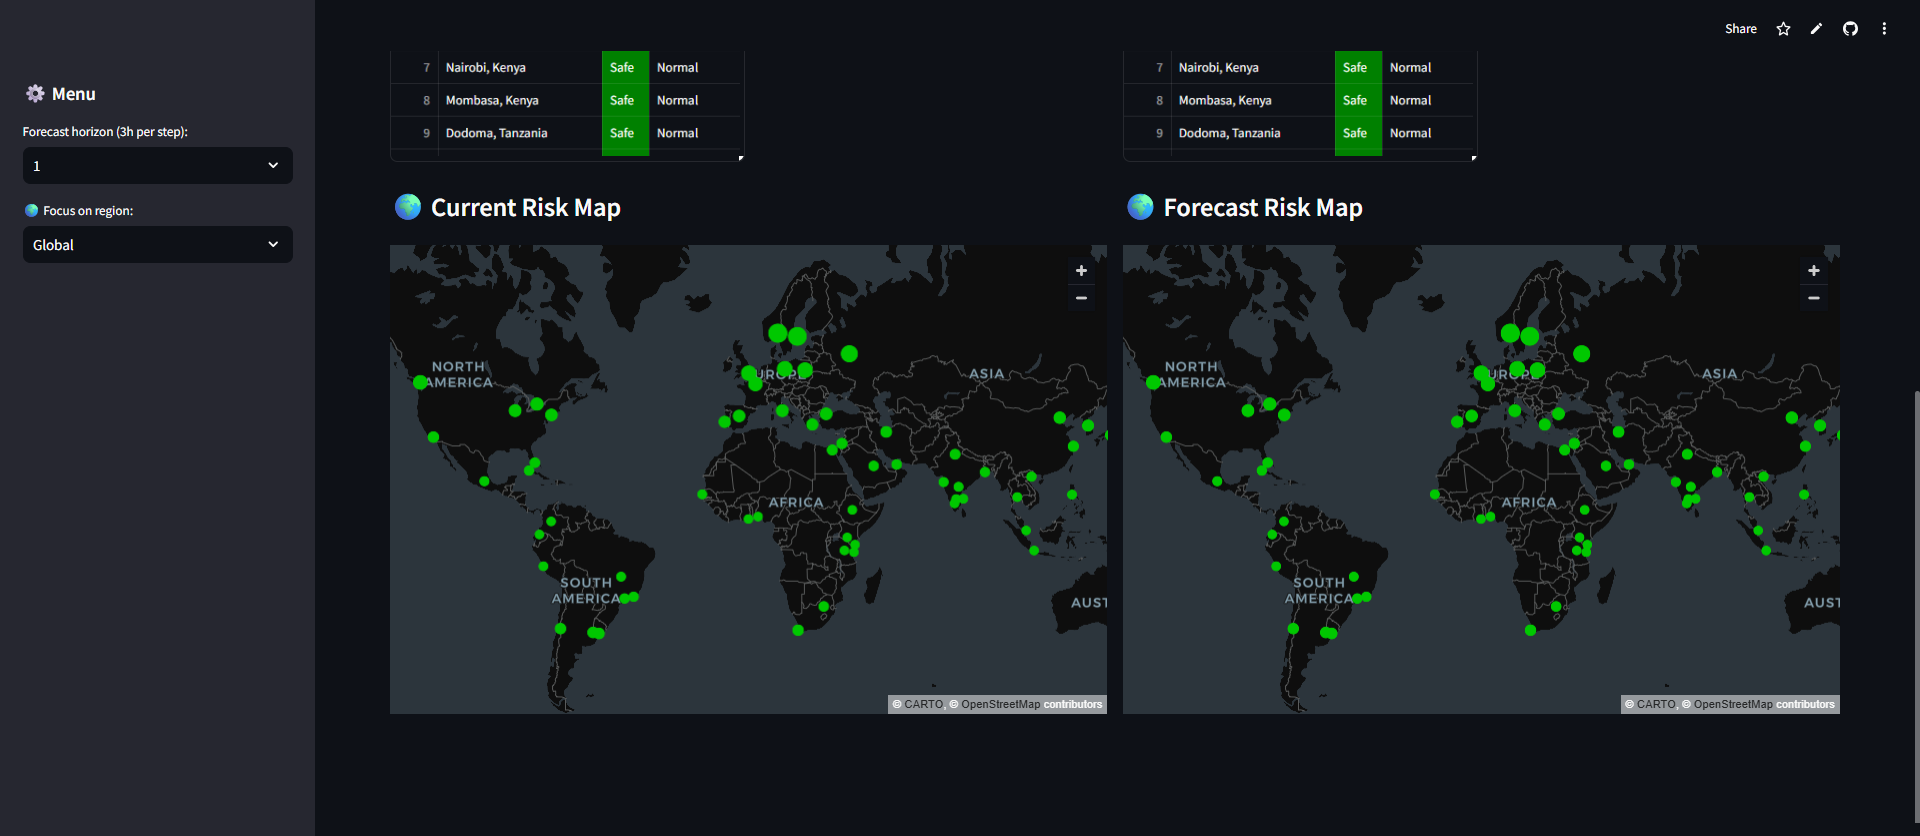 Share
Menu
Forecast horizon (3h per step):
1
Focus on region:
Global
7 Nairobi, Kenya Safe Normal
8 Mombasa, Kenya Safe Normal
9 Dodoma, Tanzania Safe Normal
7 Nairobi, Kenya Safe Normal
8 Mombasa, Kenya Safe Normal
9 Dodoma, Tanzania Safe Normal
Current Risk Map
Forecast Risk Map
+
−
NORTH
AMERICA
EUROPE
ASIA
AFRICA
SOUTH
AMERICA
AUST
© CARTO, © OpenStreetMap contributors
+
−
NORTH
AMERICA
EUROPE
ASIA
AFRICA
SOUTH
AMERICA
AUST
© CARTO, © OpenStreetMap contributors